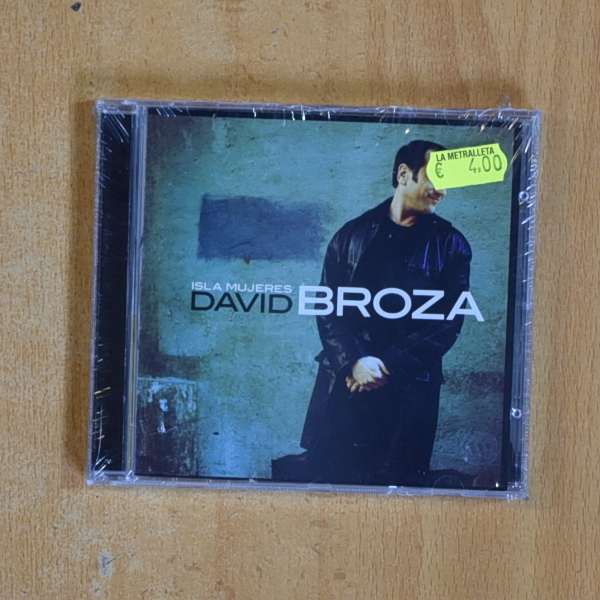 LA METRALLETA
€ 4,00
ISLA MUJERES
DAVID BROZA